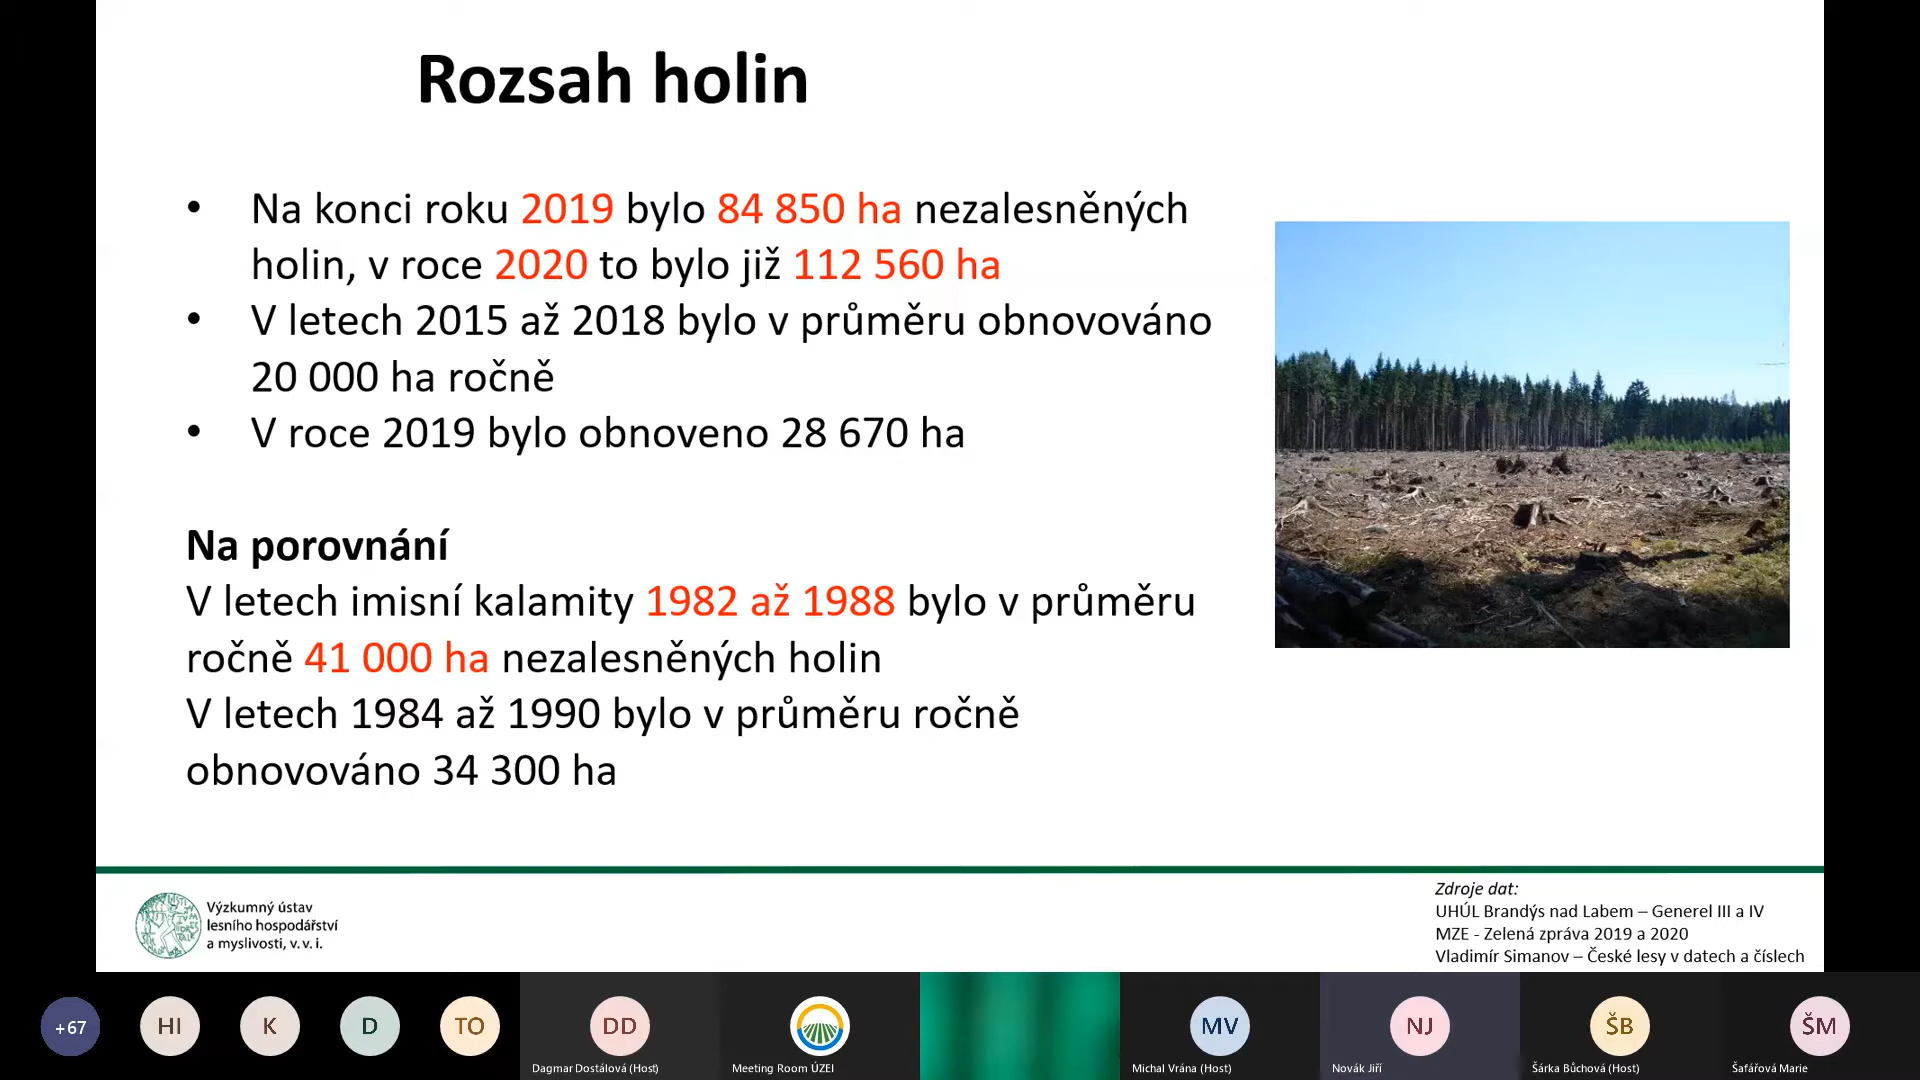 Rozsah holin
• Na konci roku 2019 bylo 84 850 ha nezalesněných
holin, v roce 2020 to bylo již 112 560 ha
• V letech 2015 až 2018 bylo v průměru obnovováno
20 000 ha ročně
• V roce 2019 bylo obnoveno 28 670 ha
Na porovnání
V letech imisní kalamity 1982 až 1988 bylo v průměru
ročně 41 000 ha nezalesněných holin
V letech 1984 až 1990 bylo v průměru ročně
obnovováno 34 300 ha
Výzkumný ústav
lesního hospodářství
a myslivosti, v. v. i.
Zdroje dat:
UHÚL Brandýs nad Labem – Generel III a IV
MZE - Zelená zpráva 2019 a 2020
Vladimír Simanov – České lesy v datech a číslech
+67
HI
K
D
TO
DD
Dagmar Dostálová (Host)
Meeting Room ÚZEI
MV
Michal Vrána (Host)
NJ
Novák Jiří
ŠB
Šárka Bůchová (Host)
ŠM
Šafářová Marie